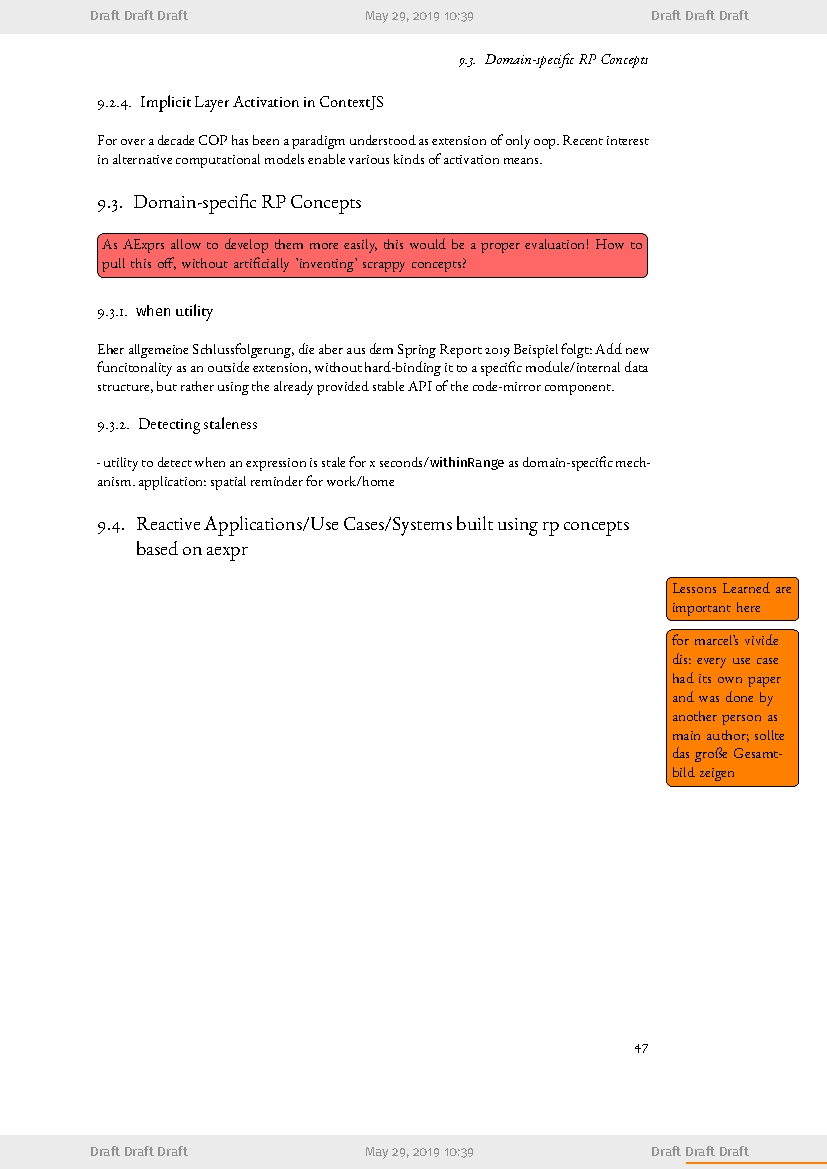 Draft Draft Draft May 29, 2019 10:39 Draft Draft Draft
9.3. Domain-specific RP Concepts
9.2.4. Implicit Layer Activation in ContextJS
For over a decade COP has been a paradigm understood as extension of only oop. Recent interest
in alternative computational models enable various kinds of activation means.
9.3. Domain-specific RP Concepts
As AExprs allow to develop them more easily, this would be a proper evaluation! How to
pull this off, without artificially 'inventing' scrappy concepts?
9.3.1. when utility
Eher allgemeine Schlussfolgerung, die aber aus dem Spring Report 2019 Beispiel folgt: Add new
funcitonality as an outside extension, without hard-binding it to a specific module/internal data
structure, but rather using the already provided stable API of the code-mirror component.
9.3.2. Detecting staleness
- utility to detect when an expression is stale for x seconds/withinRange as domain-specific mech-
anism. application: spatial reminder for work/home
9.4. Reactive Applications/Use Cases/Systems built using rp concepts
based on aexpr
Lessons Learned are
important here
for marcel's vivide
dis: every use case
had its own paper
and was done by
another person as
main author; sollte
das große Gesamt-
bild zeigen
47
Draft Draft Draft May 29, 2019 10:39 Draft Draft Draft